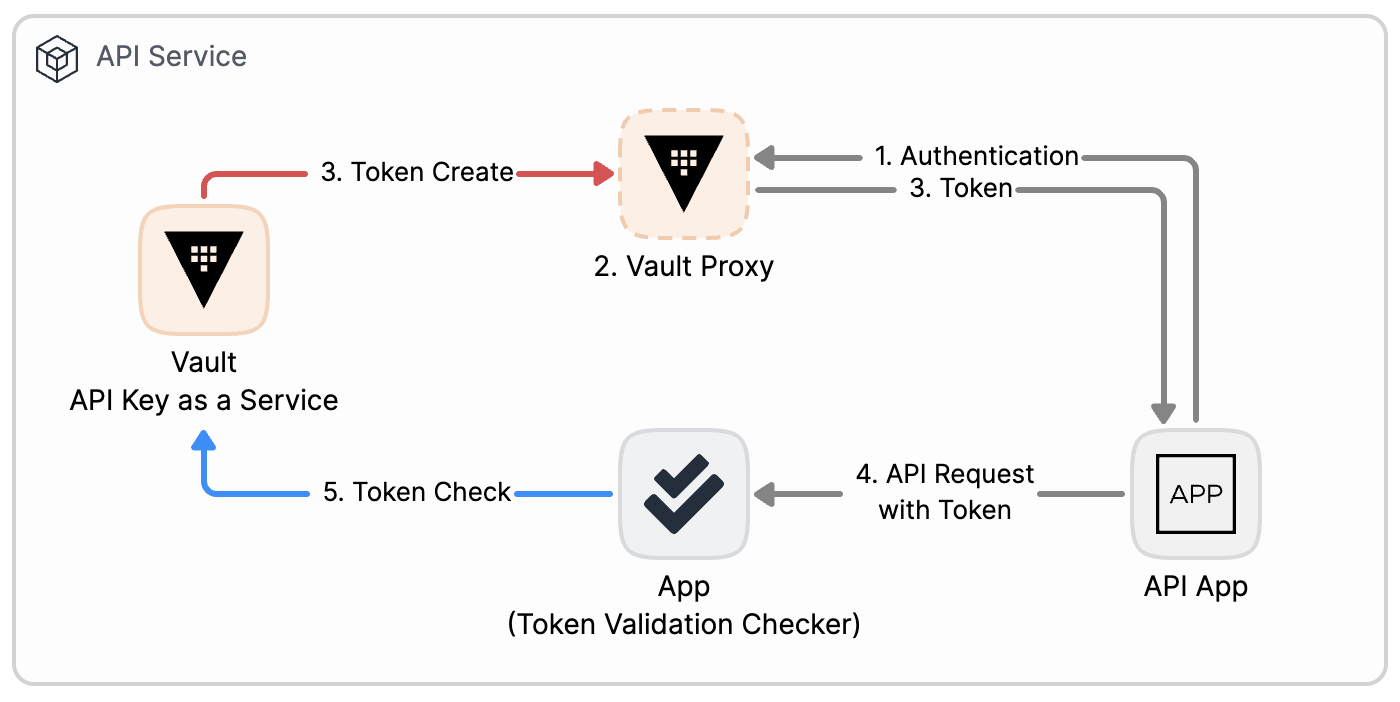 API Service
3. Token Create
1. Authentication
3. Token
2. Vault Proxy
Vault
API Key as a Service
5. Token Check
4. API Request
with Token
APP
App
(Token Validation Checker)
API App